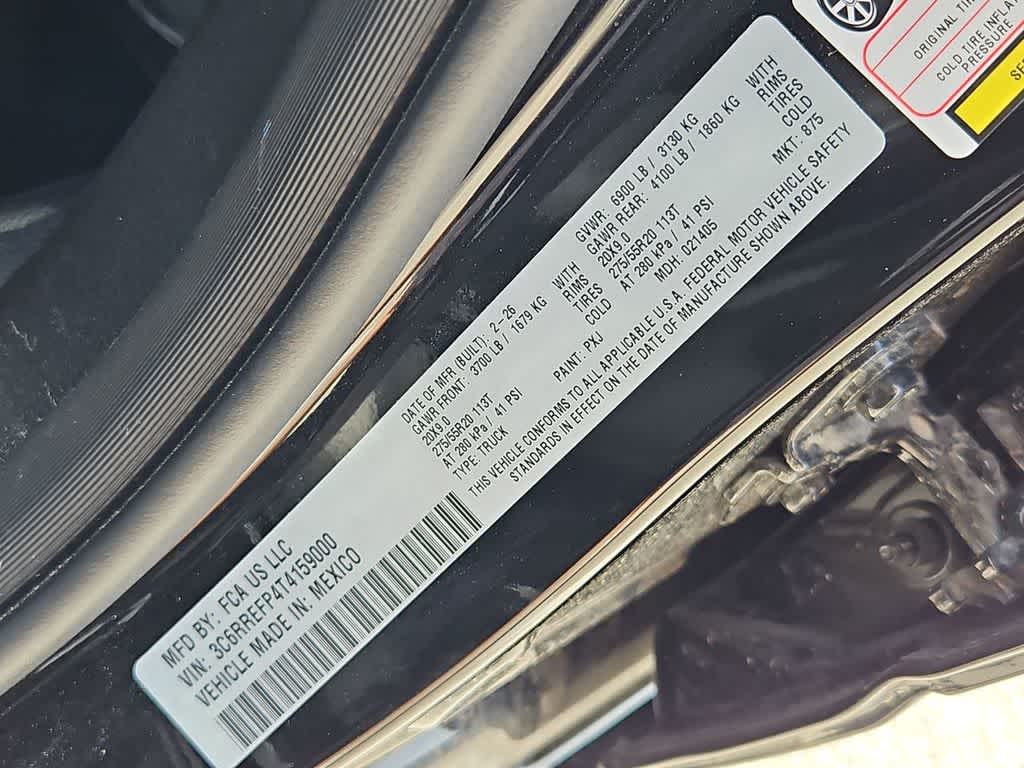 MFD BY: FCA US LLC
VIN: 3C6RREFP4T4159000
VEHICLE MADE IN: MEXICO
DATE OF MFR (BUILT): 2-26
GAWR FRONT: 3700 LB / 1679 KG WITH
20X9.0 RIMS
275/55R20 113T TIRES
AT 280 kPa / 41 PSI COLD
TYPE: TRUCK PAINT: PXJ
GVWR: 6900 LB / 3130 KG
GAWR REAR: 4100 LB / 1860 KG WITH
20X9.0 RIMS
275/55R20 113T TIRES
AT 280 kPa / 41 PSI COLD
MDH: 021405 MKT: 875
THIS VEHICLE CONFORMS TO ALL APPLICABLE U.S.A. FEDERAL MOTOR VEHICLE SAFETY
STANDARDS IN EFFECT ON THE DATE OF MANUFACTURE SHOWN ABOVE.
ORIGINAL
COLD TIRE
PRESSURE